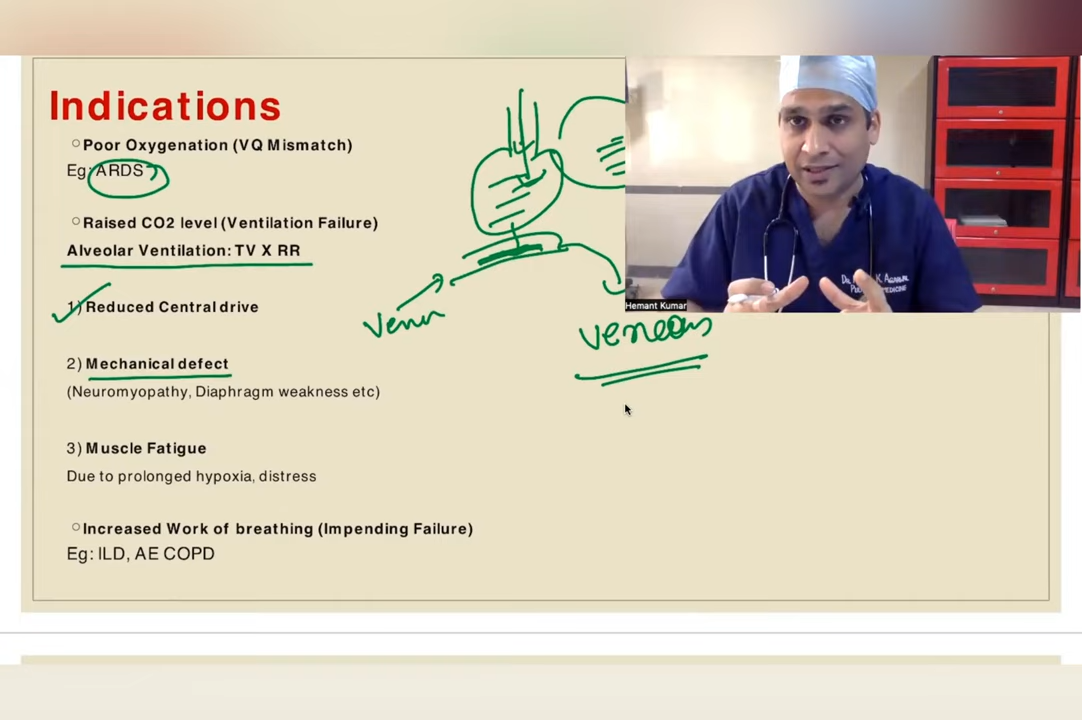 Indications
Poor Oxygenation (VQ Mismatch)
Eg: ARDS
Raised CO2 level (Ventilation Failure)
Alveolar Ventilation: TV X RR
1) Reduced Central drive
2) Mechanical defect
(Neuromyopathy, Diaphragm weakness etc)
3) Muscle Fatigue
Due to prolonged hypoxia, distress
Increased Work of breathing (Impending Failure)
Eg: ILD, AE COPD
veneous
Hemant Kumar